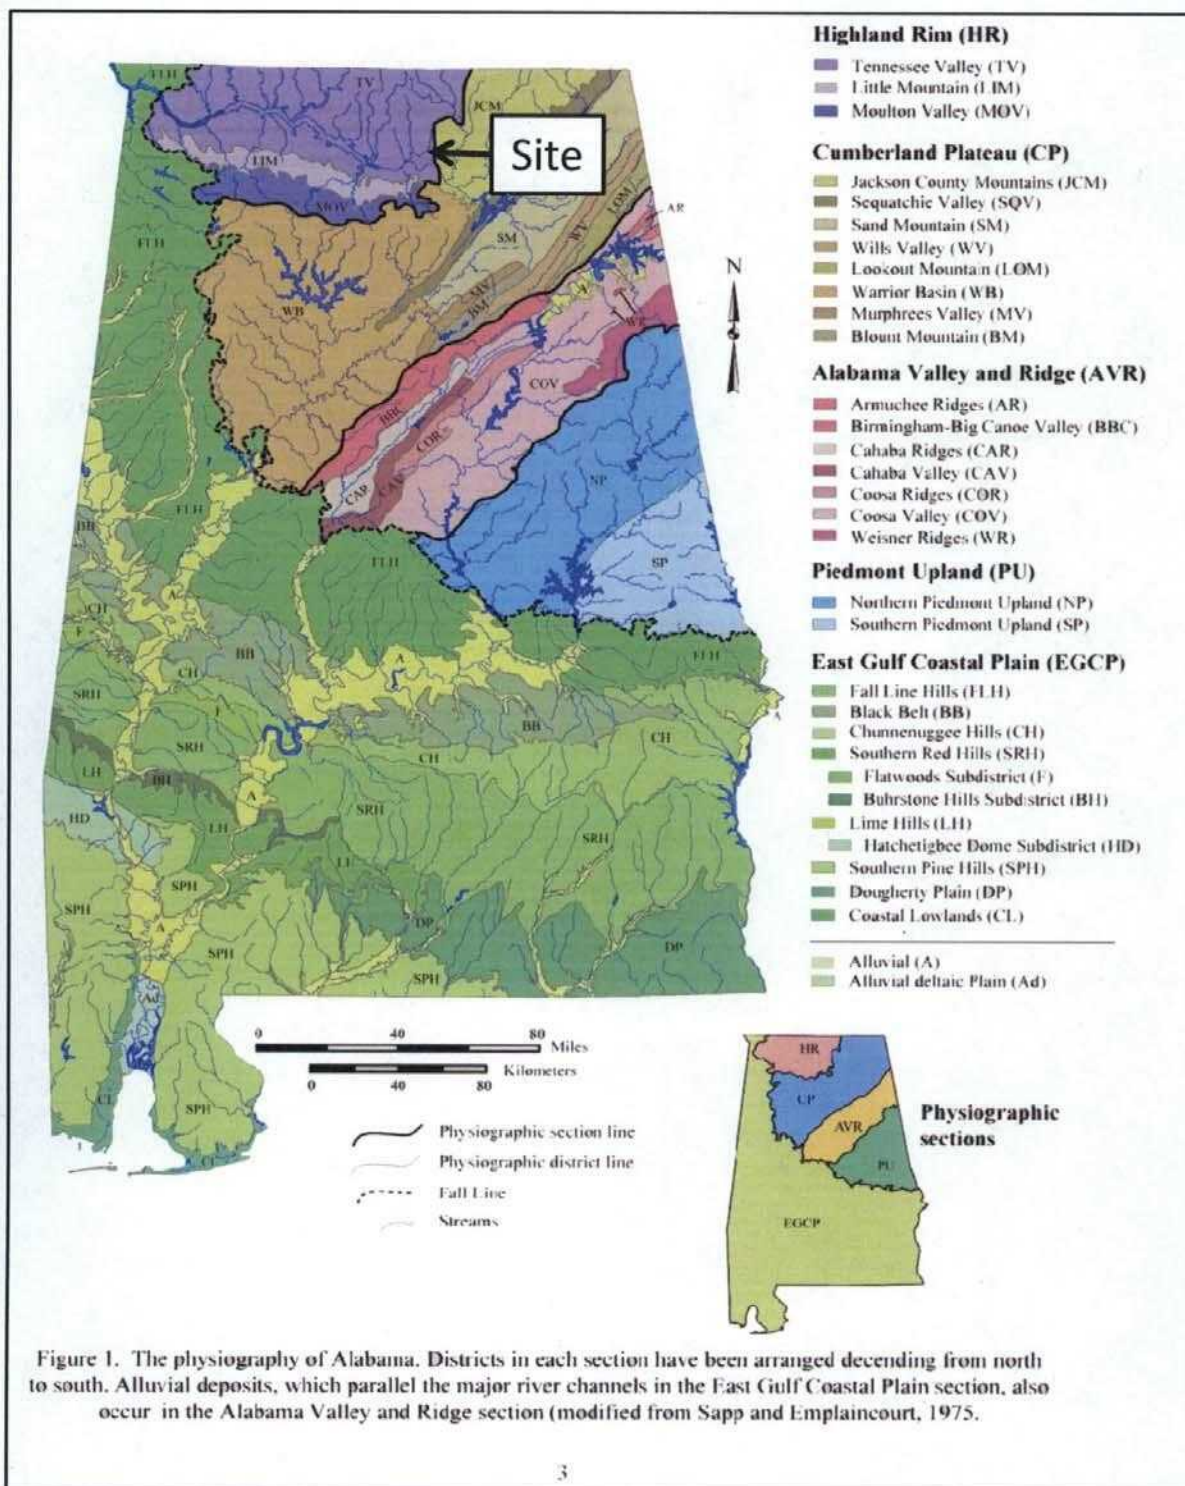 Highland Rim (HR)
Tennessee Valley (TV)
Little Mountain (LIM)
Moulton Valley (MOV)
Cumberland Plateau (CP)
Jackson County Mountains (JCM)
Sequatchie Valley (SQV)
Sand Mountain (SM)
Wills Valley (WV)
Lookout Mountain (LOM)
Warrior Basin (WB)
Murphrees Valley (MV)
Blount Mountain (BM)
Alabama Valley and Ridge (AVR)
Armuchee Ridges (AR)
Birmingham-Big Canoe Valley (BBC)
Cahaba Ridges (CAR)
Cahaba Valley (CAV)
Coosa Ridges (COR)
Coosa Valley (COV)
Weisner Ridges (WR)
Piedmont Upland (PU)
Northern Piedmont Upland (NP)
Southern Piedmont Upland (SP)
East Gulf Coastal Plain (EGCP)
Fall Line Hills (FLH)
Black Belt (BB)
Chunnenuggee Hills (CH)
Southern Red Hills (SRH)
Flatwoods Subdistrict (F)
Buhrstone Hills Subdistrict (BH)
Lime Hills (LH)
Hatchetigbee Dome Subdistrict (HD)
Southern Pine Hills (SPH)
Dougherty Plain (DP)
Coastal Lowlands (CL)
Alluvial (A)
Alluvial deltaic Plain (Ad)
FLH
TV
JCM
Site
LIM
MOV
LOM
AR
FLH
SM
WV
N
WB
MV
BM
A
WR
COV
BBC
COR
CAR
CAV
NP
FLH
BB
FLH
SP
A
CH
F
BB
A
FLH
CH
SRH
F
BB
CH
A
SRH
CH
LH
BH
A
HD
LH
SRH
SRH
LH
SPH
SPH
DP
A
SPH
DP
SPH
Ad
SPH
CL
CL
0 40 80
Miles
Kilometers
0 40 80
Physiographic section line
Physiographic district line
Fall Line
Streams
HR
CP
AVR
PU
EGCP
Physiographic
sections
Figure 1. The physiography of Alabama. Districts in each section have been arranged decending from north
to south. Alluvial deposits, which parallel the major river channels in the East Gulf Coastal Plain section, also
occur in the Alabama Valley and Ridge section (modified from Sapp and Emplaincourt, 1975.
3